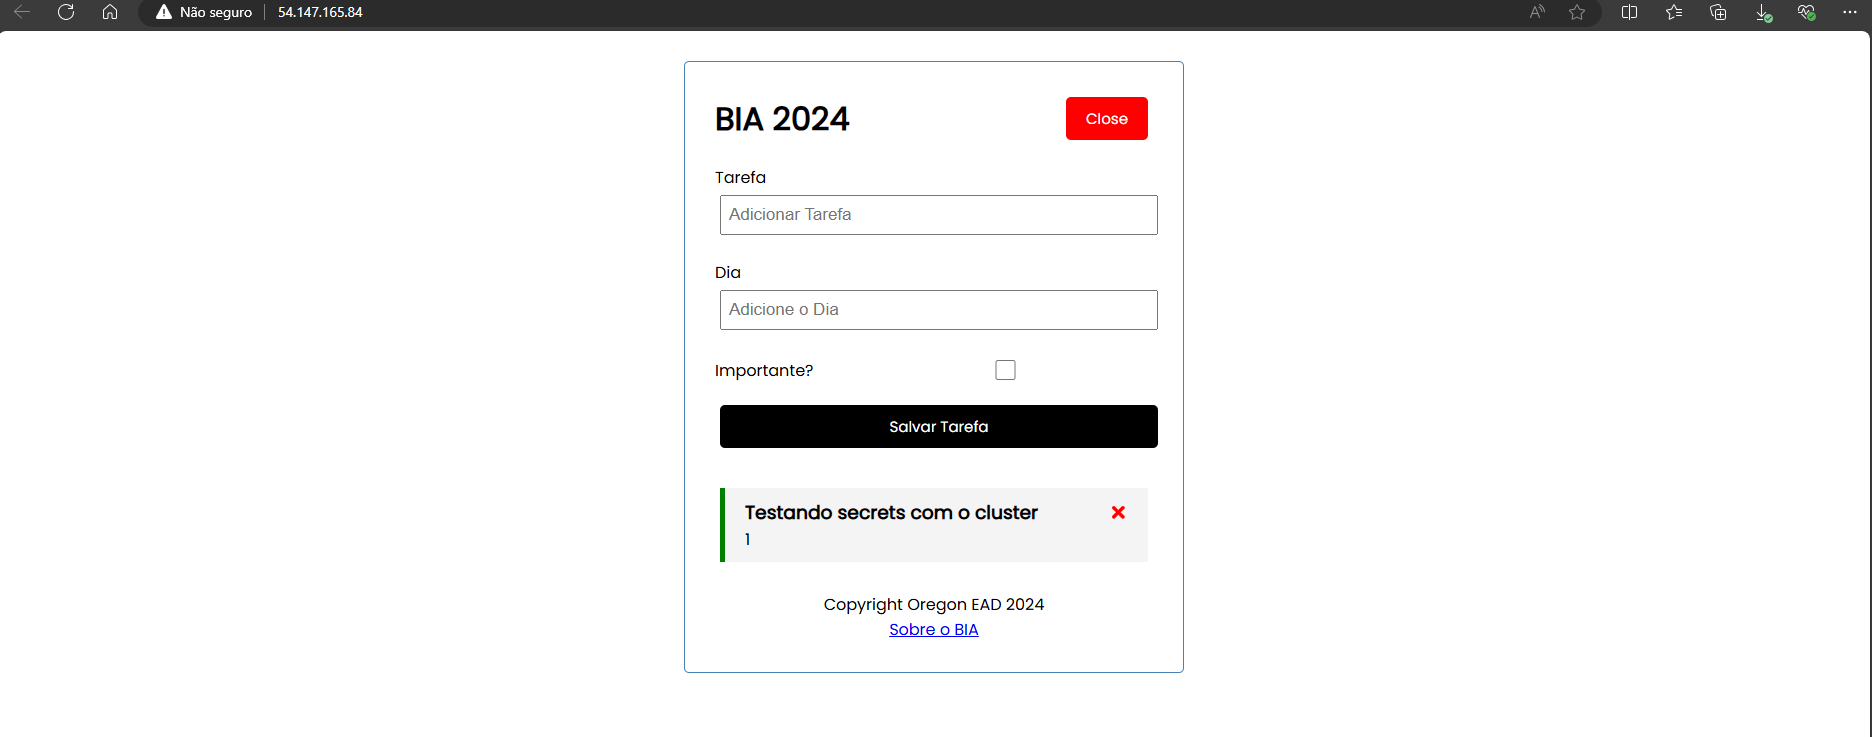 Não seguro
54.147.165.84
BIA 2024
Close
Tarefa
Adicionar Tarefa
Dia
Adicione o Dia
Importante?
Salvar Tarefa
Testando secrets com o cluster
1
Copyright Oregon EAD 2024
Sobre o BIA